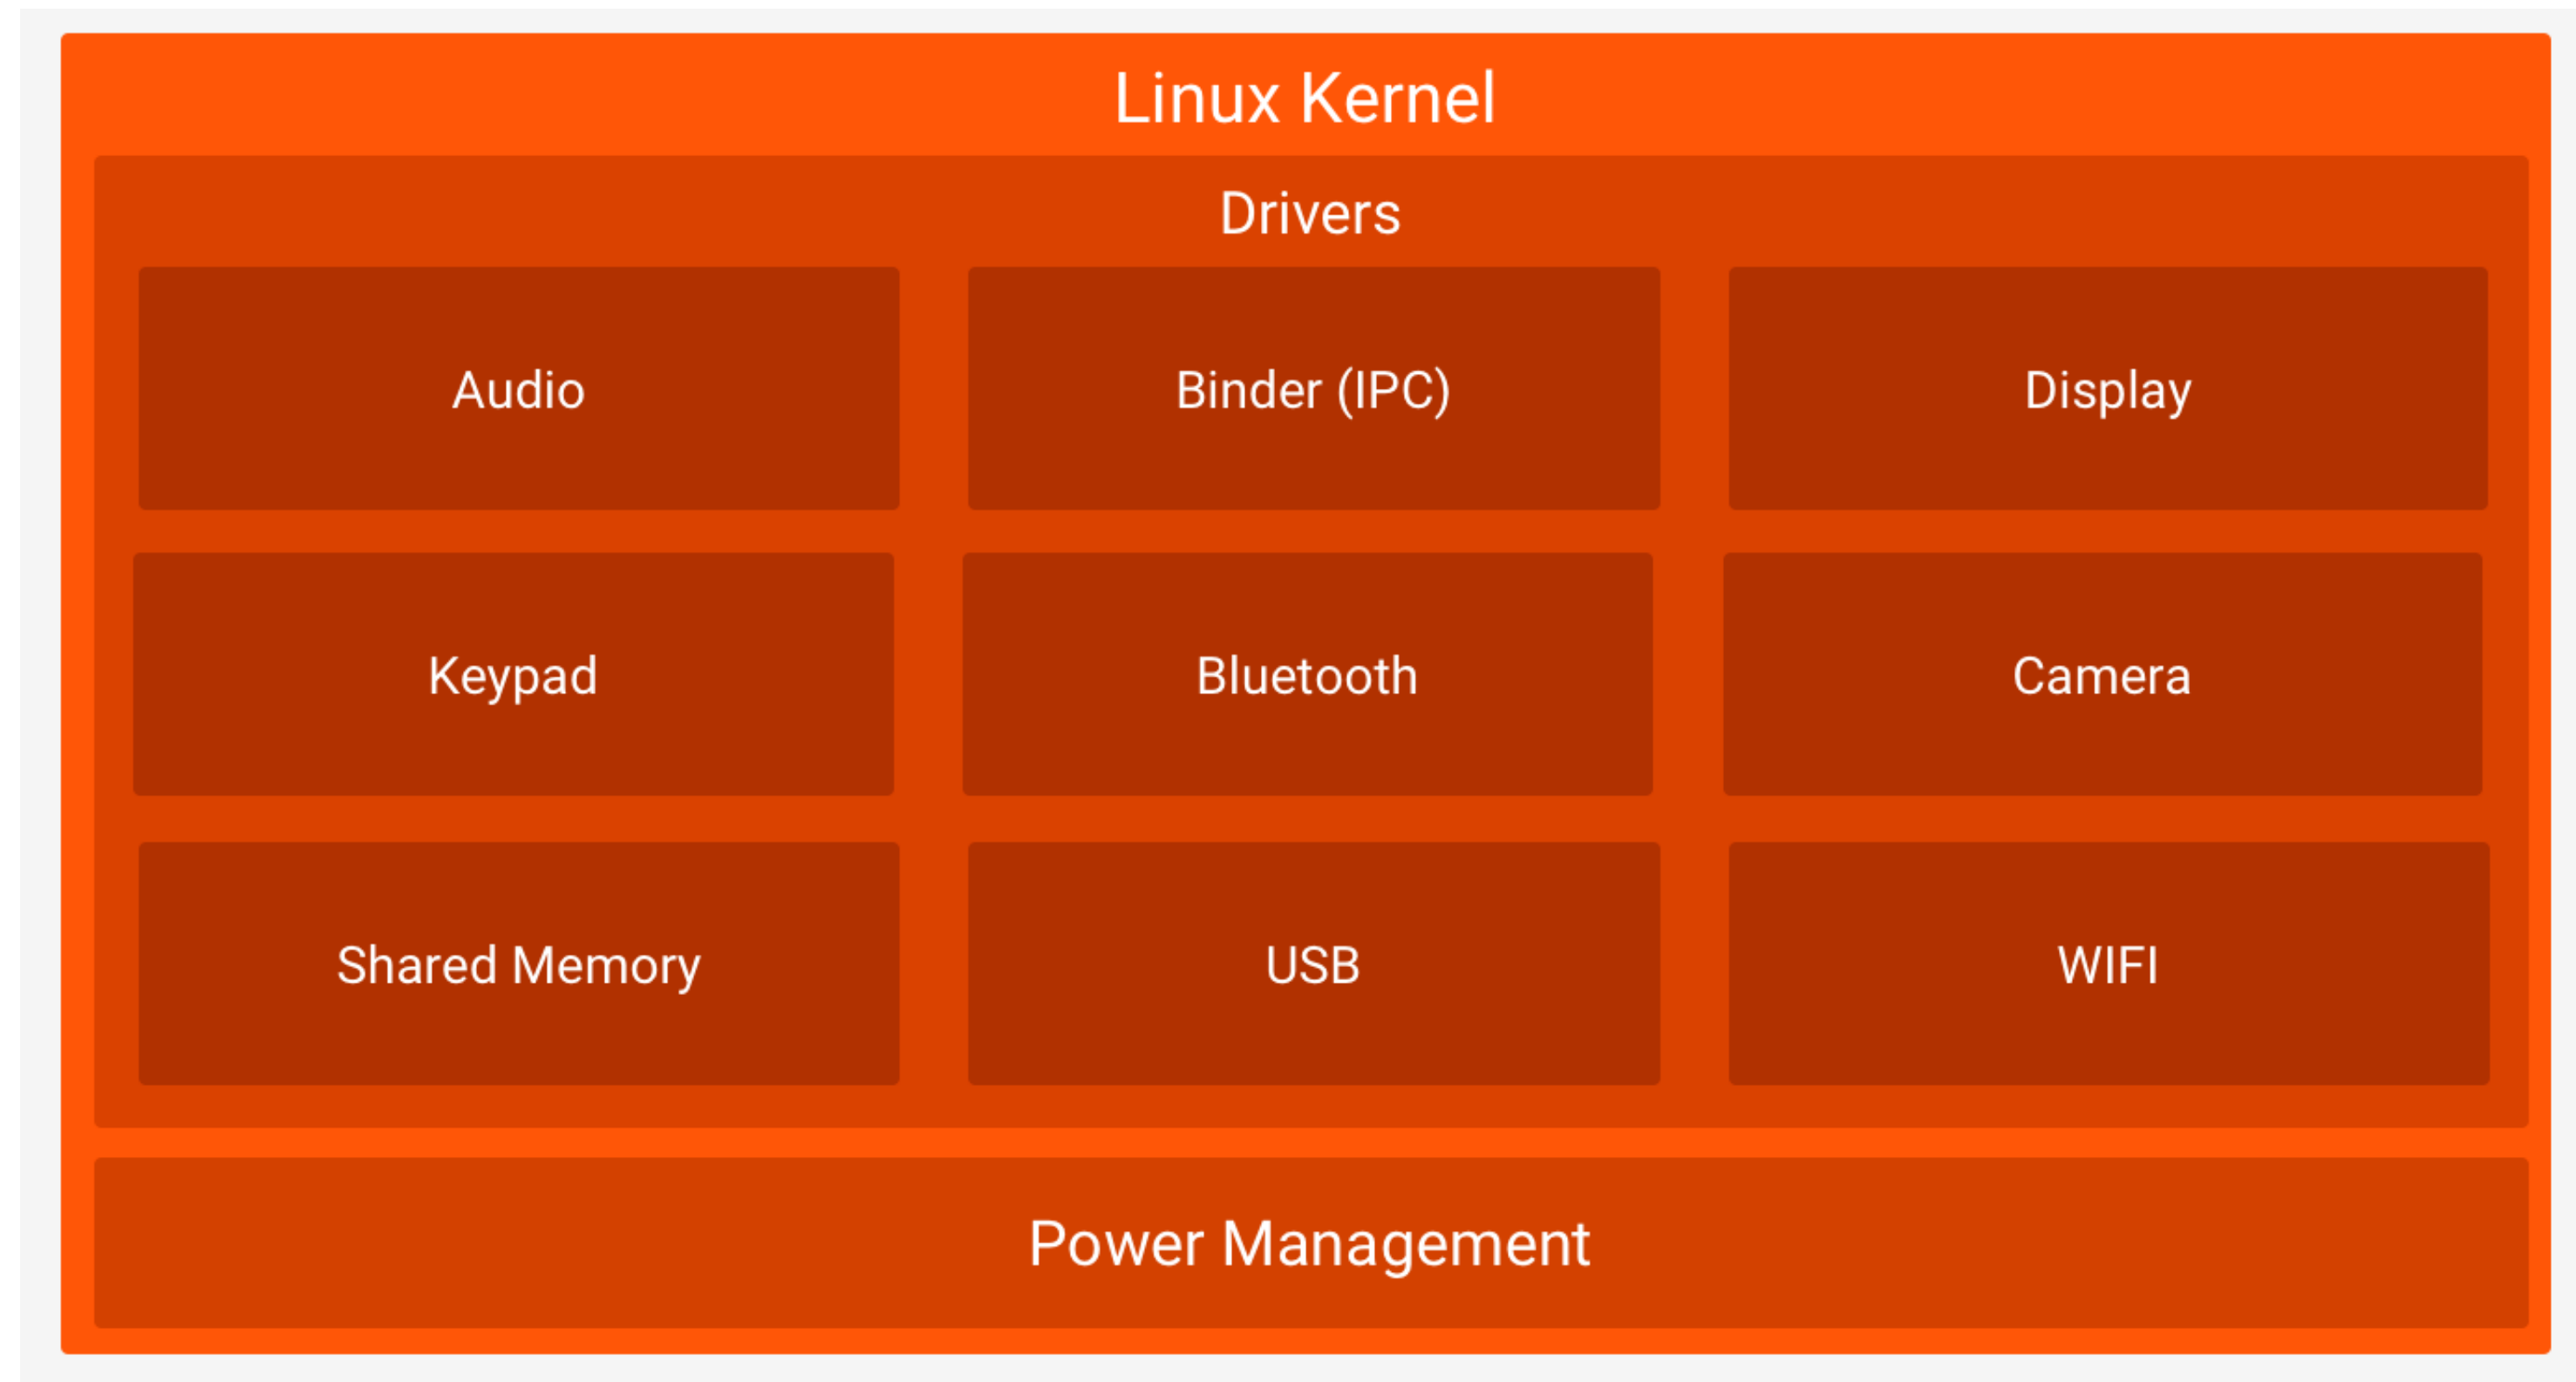 Linux Kernel
Drivers
Audio
Binder (IPC)
Display
Keypad
Bluetooth
Camera
Shared Memory
USB
WIFI
Power Management